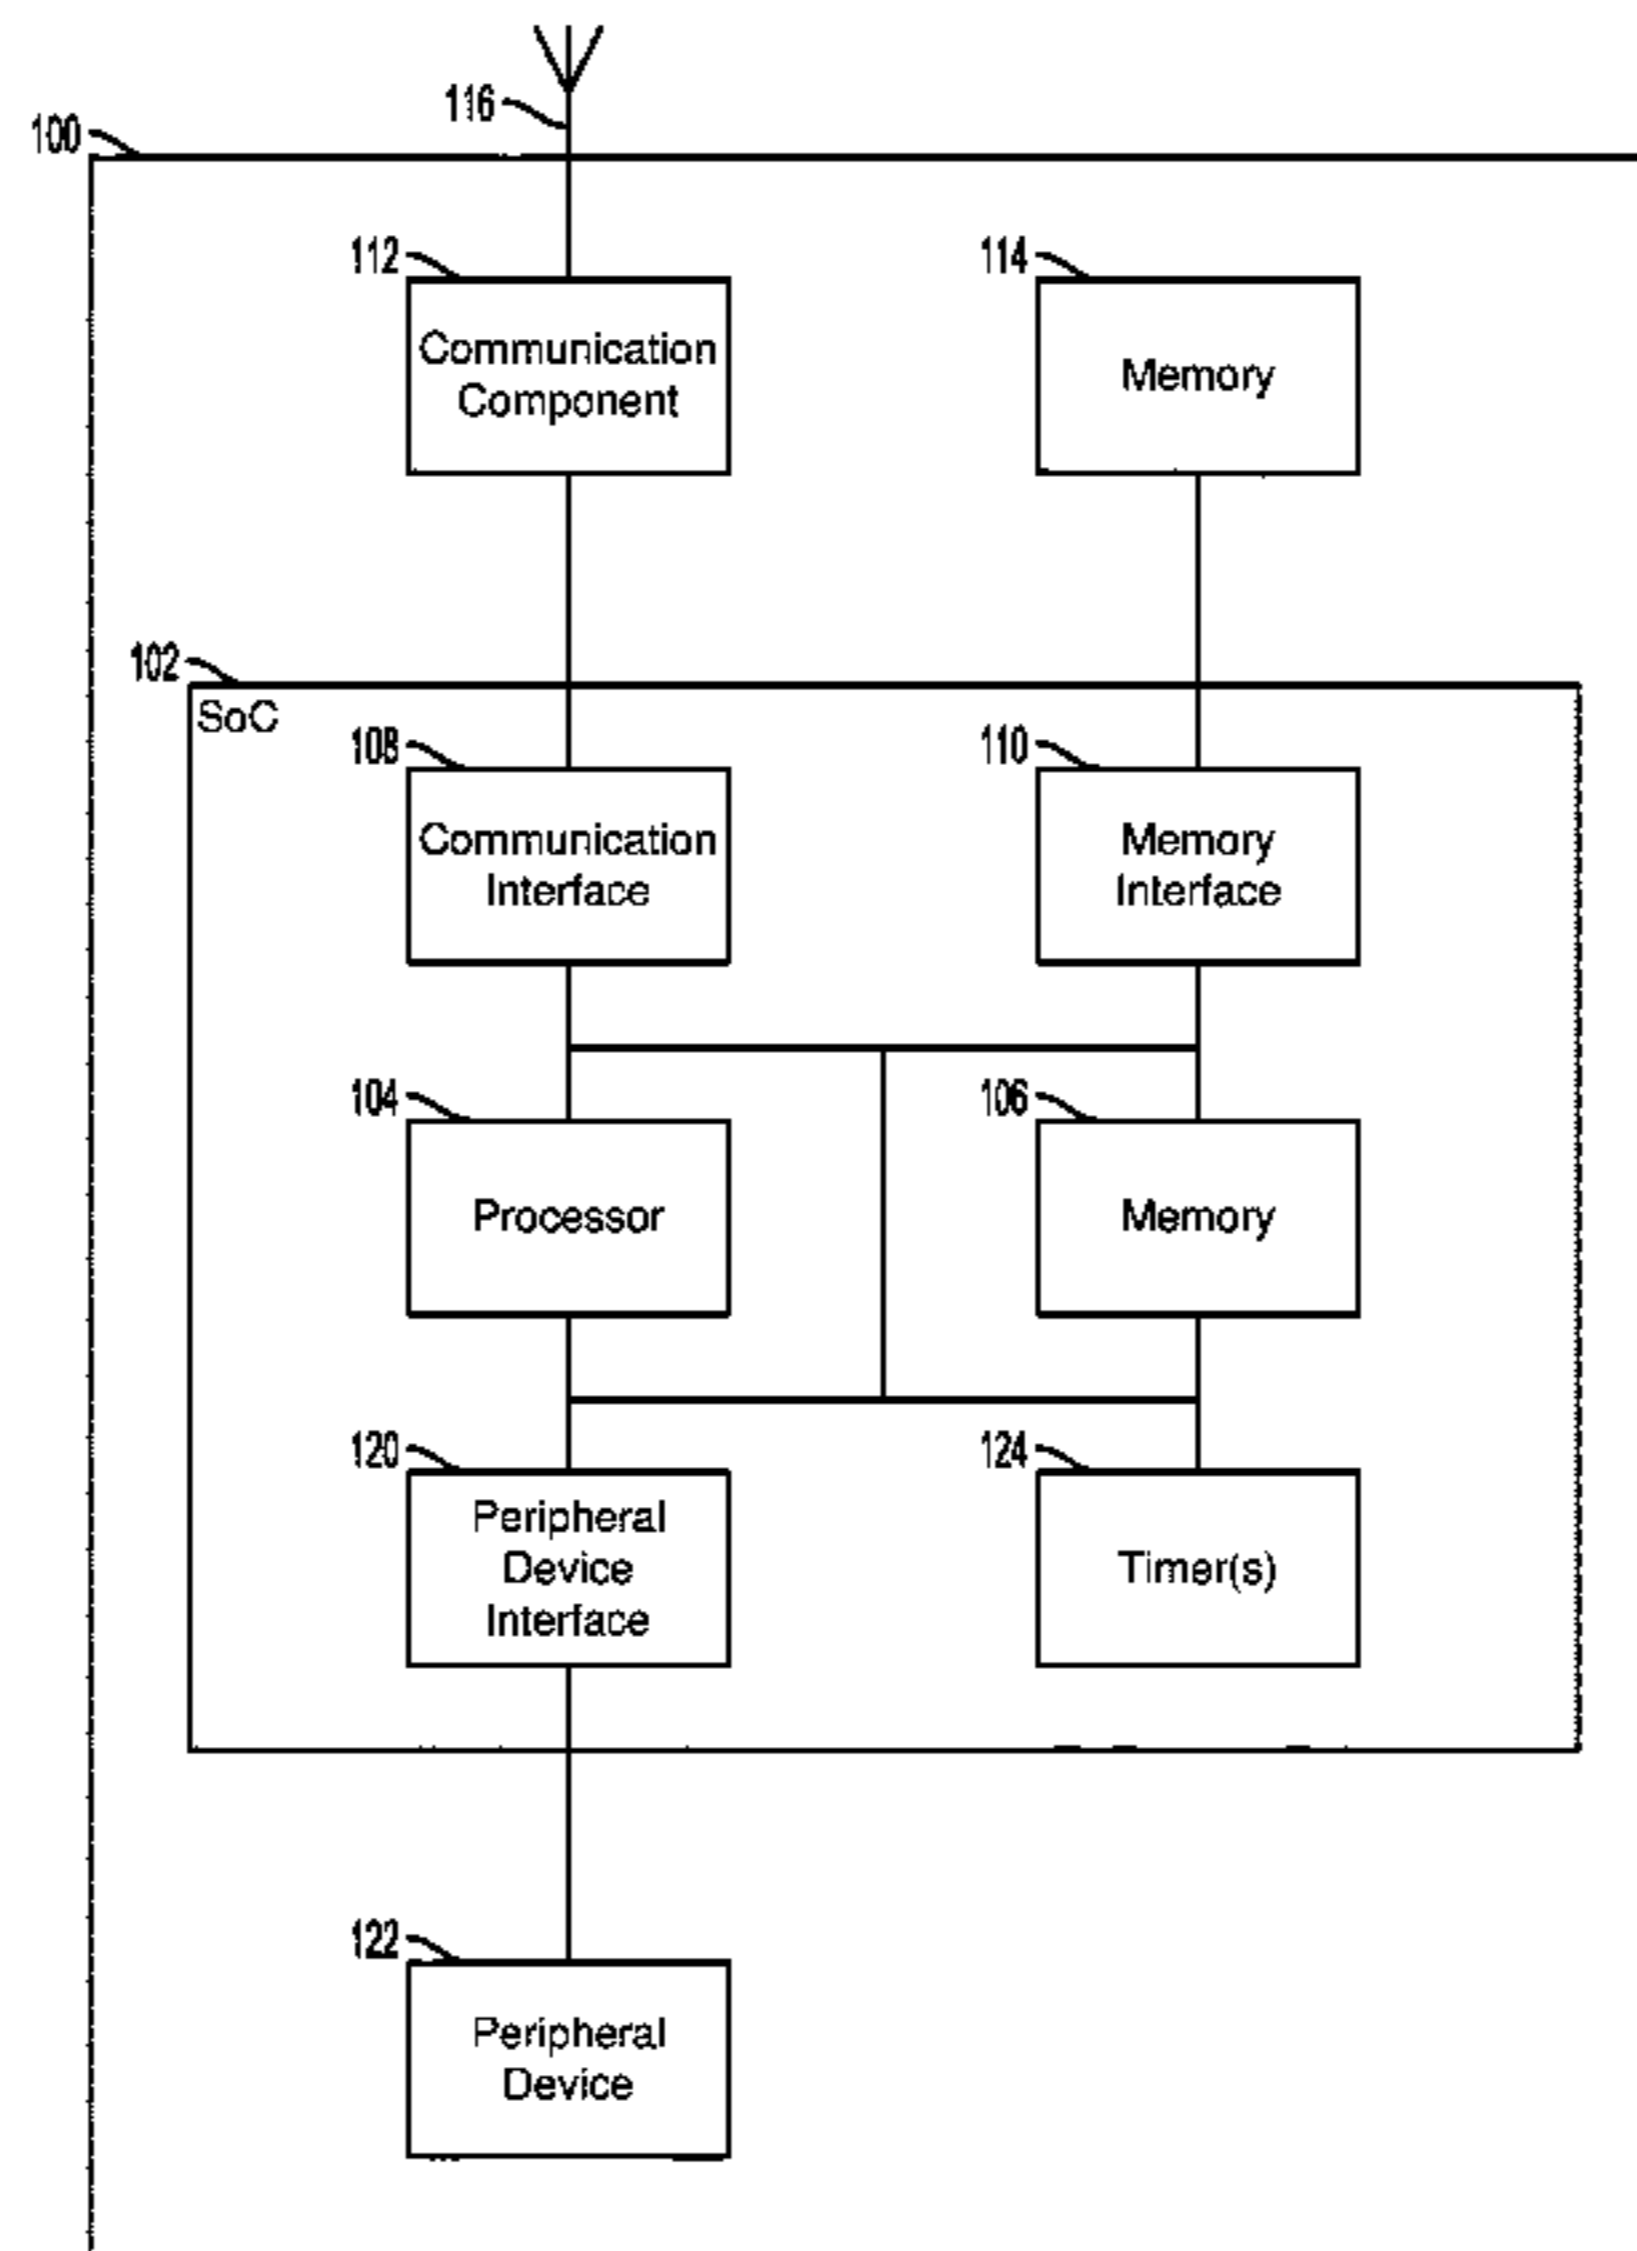 116
100
112
114
Communication
Component
Memory
102
SoC
108
110
Communication
Interface
Memory
Interface
104
106
Processor
Memory
120
124
Peripheral
Device
Interface
Timer(s)
122
Peripheral
Device